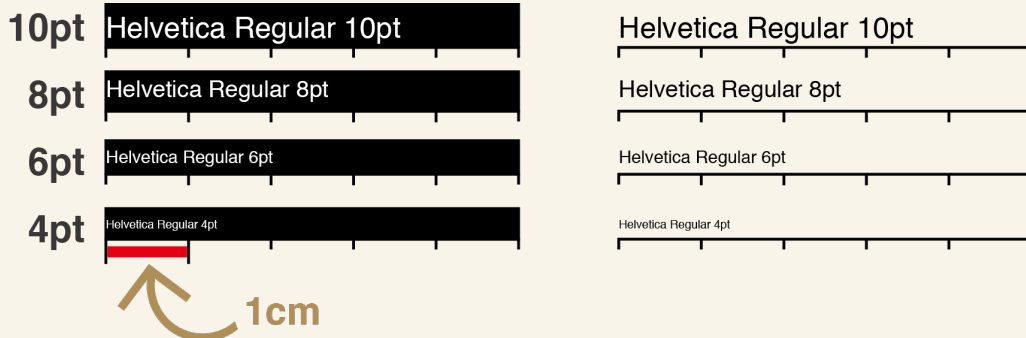 10pt Helvetica Regular 10pt Helvetica Regular 10pt
8pt Helvetica Regular 8pt Helvetica Regular 8pt
6pt Helvetica Regular 6pt Helvetica Regular 6pt
4pt Helvetica Regular 4pt Helvetica Regular 4pt
1cm